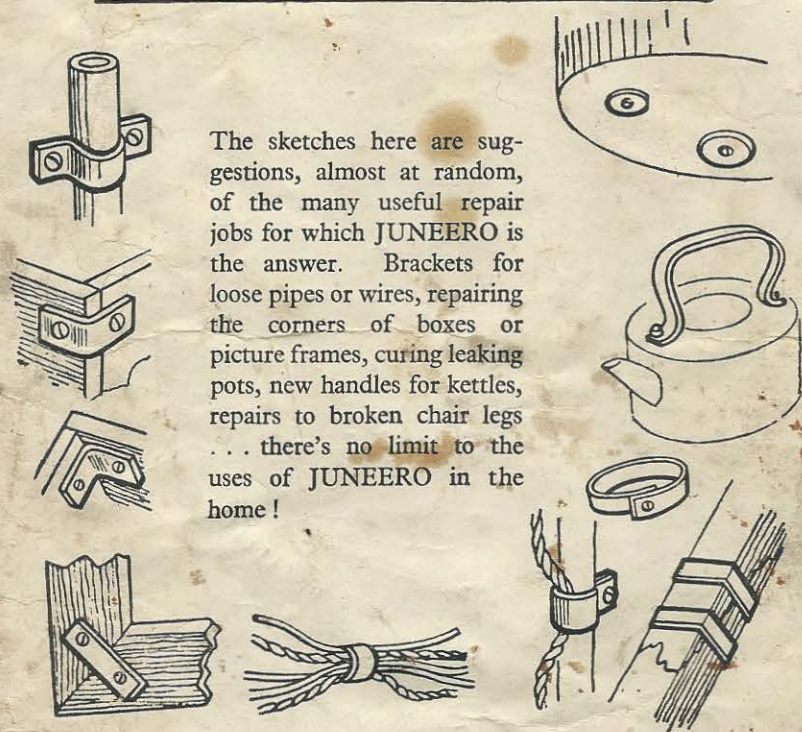 The sketches here are sug-
gestions, almost at random,
of the many useful repair
jobs for which JUNEERO is
the answer. Brackets for
loose pipes or wires, repairing
the corners of boxes or
picture frames, curing leaking
pots, new handles for kettles,
repairs to broken chair legs
. . . there's no limit to the
uses of JUNEERO in the
home !